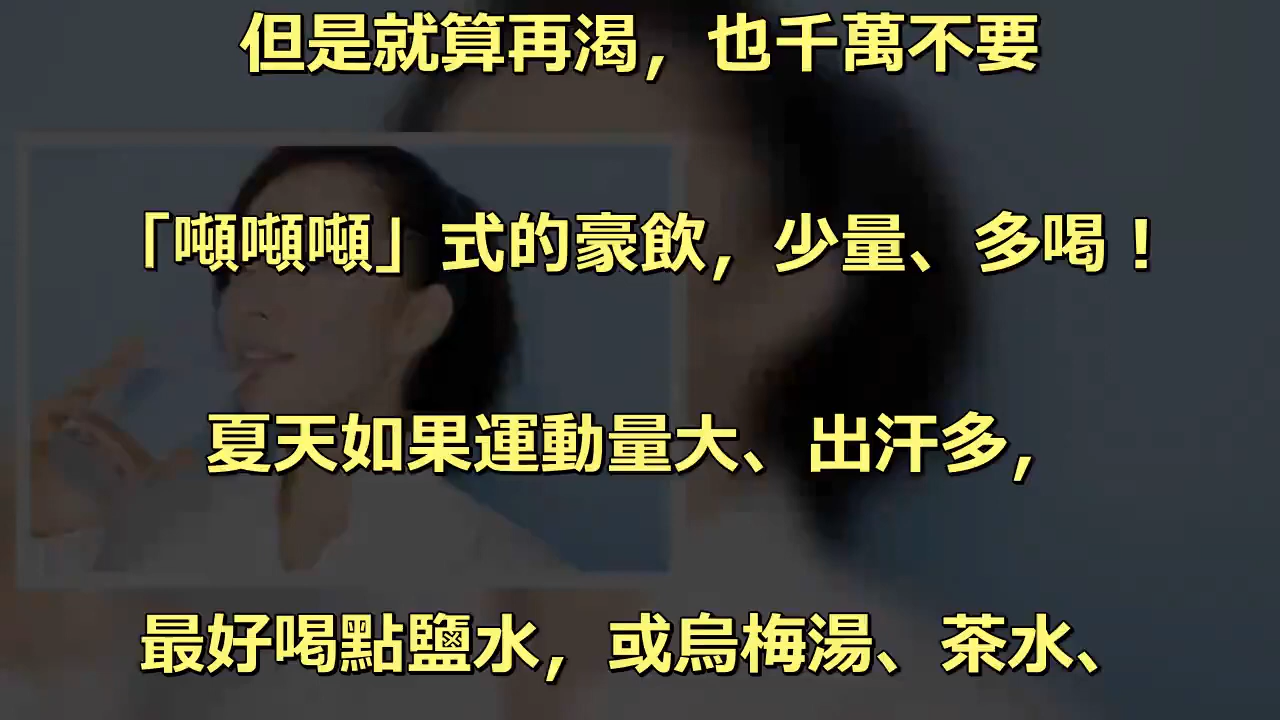 但是就算再渴，也千萬不要
「噸噸噸」式的豪飲，少量、多喝！
夏天如果運動量大、出汗多，
最好喝點鹽水，或烏梅湯、茶水、